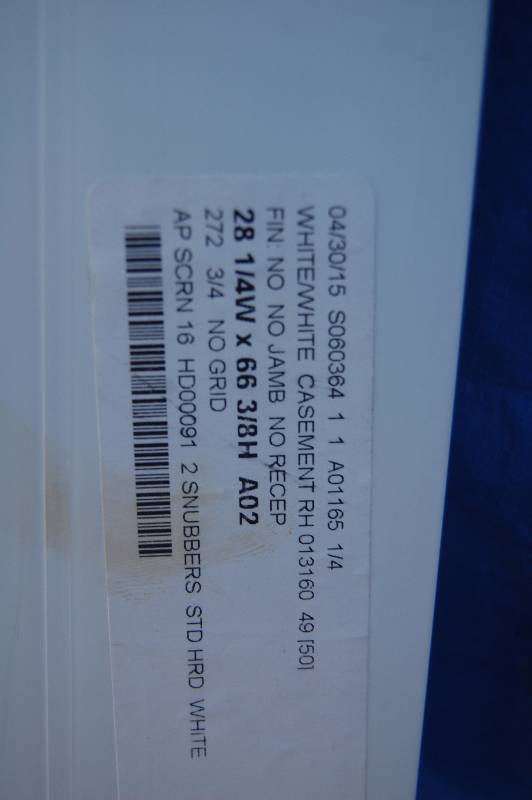 04/30/15 S060364 1 1 A01165 1/4
WHITE/WHITE CASEMENT RH 013160 49 [50]
FIN: NO NO JAMB NO RECEP
28 1/4W x 66 3/8H A02
272 3/4 NO GRID
AP SCRN 16 HD00091 2 SNUBBERS STD HRD WHITE